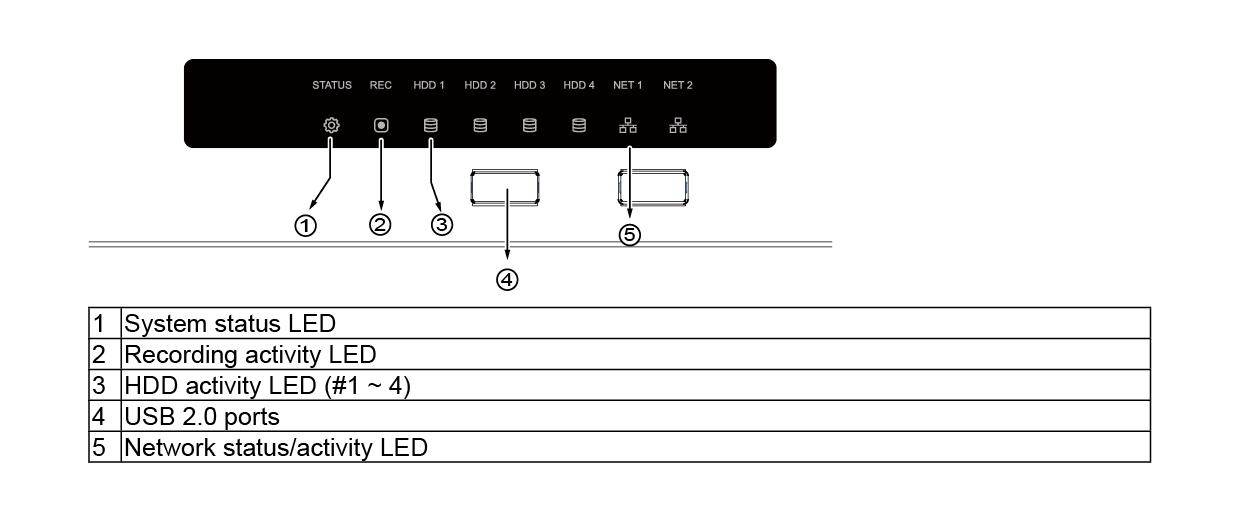 STATUS REC HDD 1 HDD 2 HDD 3 HDD 4 NET 1 NET 2
① ② ③
⑤
④
1 System status LED
2 Recording activity LED
3 HDD activity LED (#1 ~ 4)
4 USB 2.0 ports
5 Network status/activity LED